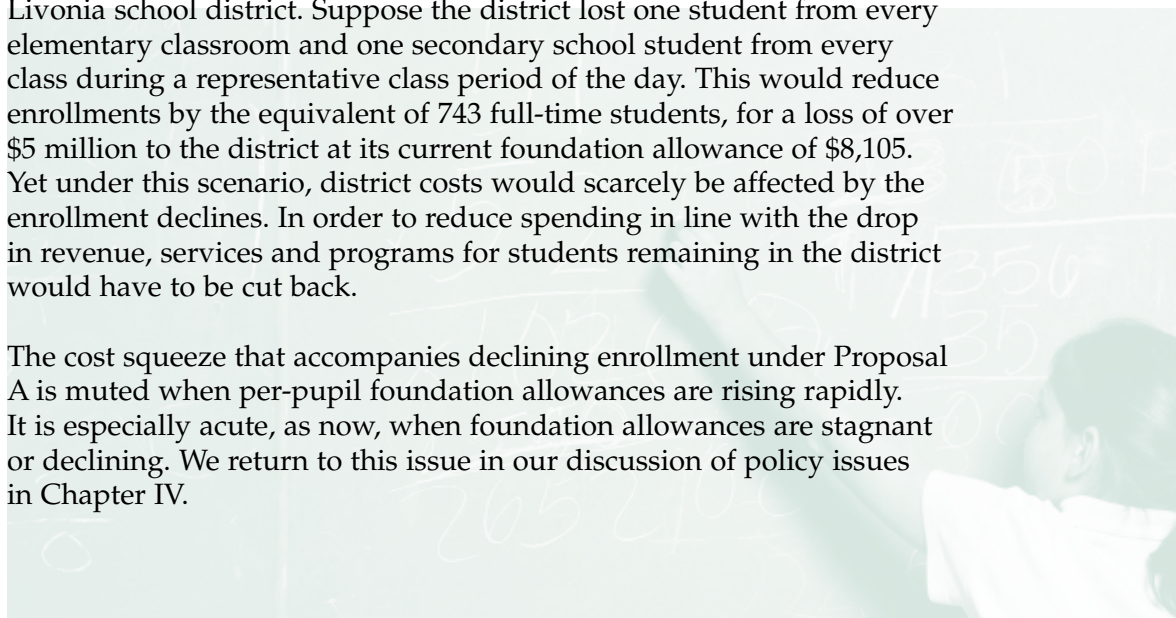 Livonia school district. Suppose the district lost one student from every
elementary classroom and one secondary school student from every
class during a representative class period of the day. This would reduce
enrollments by the equivalent of 743 full-time students, for a loss of over
$5 million to the district at its current foundation allowance of $8,105.
Yet under this scenario, district costs would scarcely be affected by the
enrollment declines. In order to reduce spending in line with the drop
in revenue, services and programs for students remaining in the district
would have to be cut back.
The cost squeeze that accompanies declining enrollment under Proposal
A is muted when per-pupil foundation allowances are rising rapidly.
It is especially acute, as now, when foundation allowances are stagnant
or declining. We return to this issue in our discussion of policy issues
in Chapter IV.